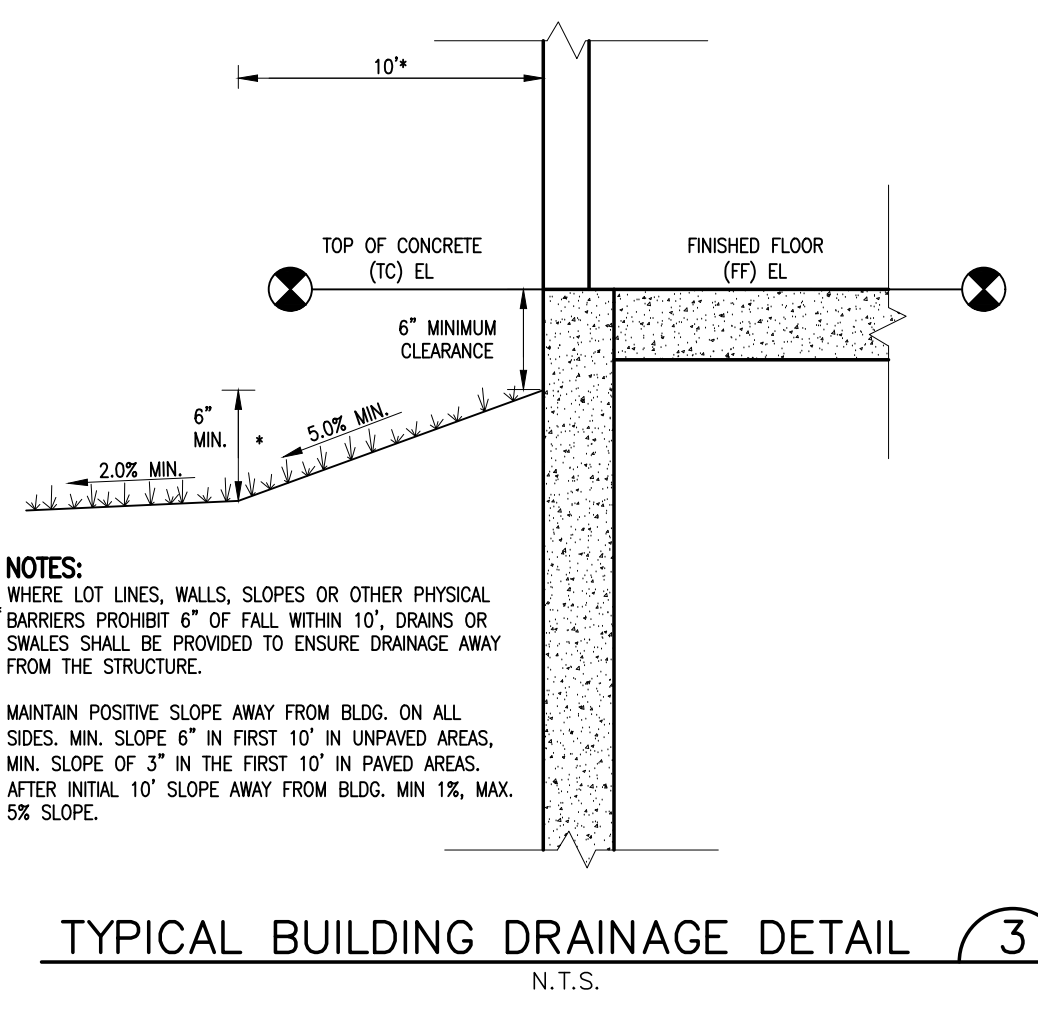 10'*
TOP OF CONCRETE
(TC) EL
FINISHED FLOOR
(FF) EL
6" MINIMUM
CLEARANCE
6"
MIN.
*
5.0% MIN.
2.0% MIN.
NOTES:
WHERE LOT LINES, WALLS, SLOPES OR OTHER PHYSICAL
* BARRIERS PROHIBIT 6" OF FALL WITHIN 10', DRAINS OR
SWALES SHALL BE PROVIDED TO ENSURE DRAINAGE AWAY
FROM THE STRUCTURE.
MAINTAIN POSITIVE SLOPE AWAY FROM BLDG. ON ALL
SIDES. MIN. SLOPE 6" IN FIRST 10' IN UNPAVED AREAS,
MIN. SLOPE OF 3" IN THE FIRST 10' IN PAVED AREAS.
AFTER INITIAL 10' SLOPE AWAY FROM BLDG. MIN 1%, MAX.
5% SLOPE.
TYPICAL BUILDING DRAINAGE DETAIL 3
N.T.S.